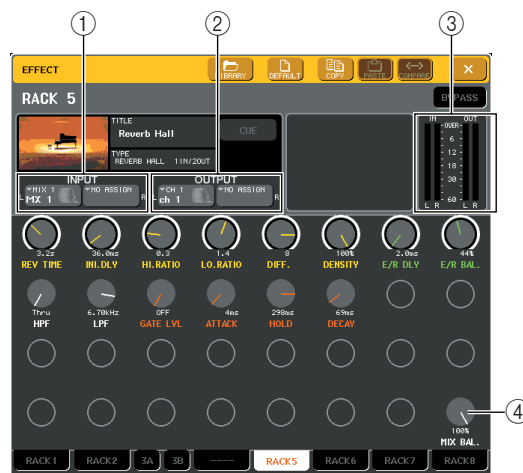 ① ② ③
EFFECT LIBRARY DEFAULT COPY PASTE COMPARE ×
RACK 5 BYPASS
TITLE
Reverb Hall
CUE
TYPE
REVERB HALL 1IN/2OUT
IN OUT
OVER
6
12
18
30
60
L R L R
INPUT OUTPUT
L MIX 1 MX 1 NO ASSIGN R L CH 1 ch 1 NO ASSIGN R
3.2s 36.0ms 0.3 1.4 8 100% 2.0ms 44%
REV TIME INI.DLY HI.RATIO LO.RATIO DIFF. DENSITY E/R DLY E/R BAL.
Thru 6.70kHz OFF 4ms 298ms 69ms
HPF LPF GATE LVL ATTACK HOLD DECAY
④
100%
MIX BAL.
RACK1 RACK2 3A 3B ---- RACK5 RACK6 RACK7 RACK8